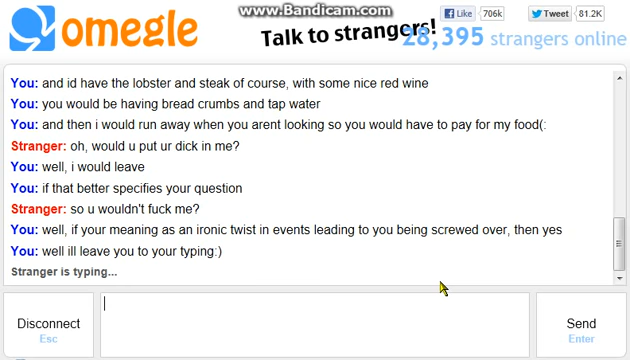 www.Bandicam.com
omegle
Talk to strangers!
Like 706k
Tweet 81.2K
28,395 strangers online
You: and id have the lobster and steak of course, with some nice red wine
You: you would be having bread crumbs and tap water
You: and then i would run away when you arent looking so you would have to pay for my food(:
Stranger: oh, would u put ur dick in me?
You: well, i would leave
You: if that better specifies your question
Stranger: so u wouldn't fuck me?
You: well, if your meaning as an ironic twist in events leading to you being screwed over, then yes
You: well ill leave you to your typing:)
Stranger is typing...
Disconnect
Esc
Send
Enter